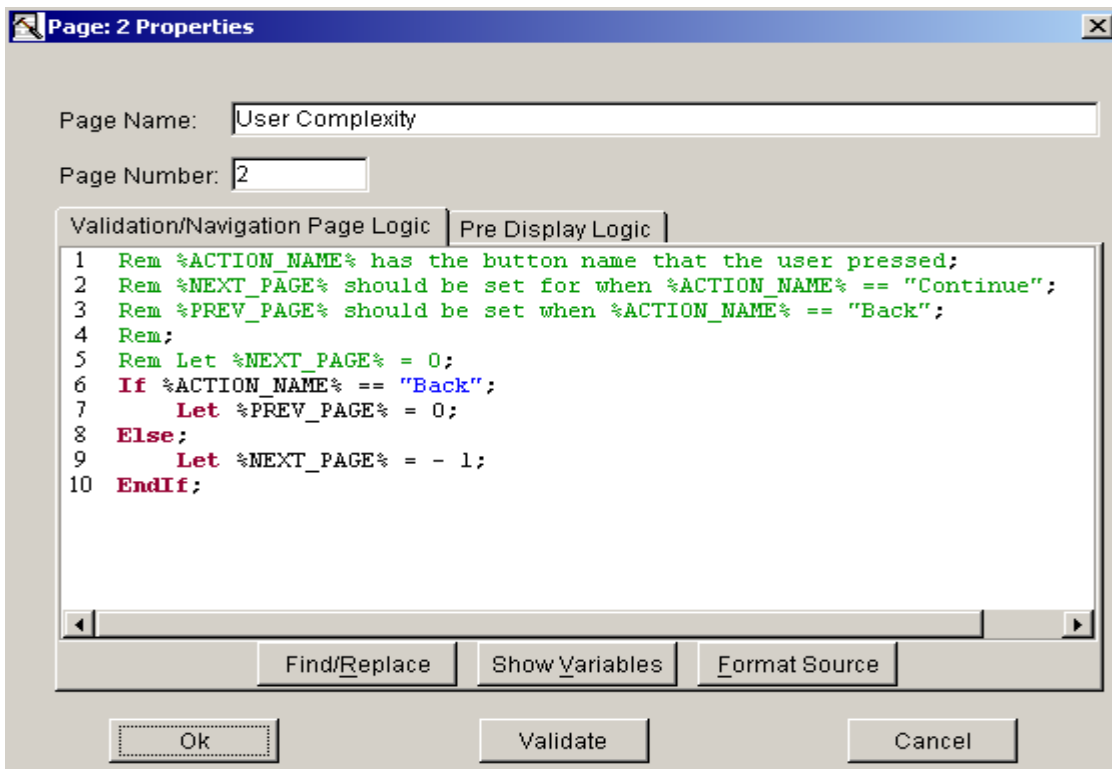 Page: 2 Properties
Page Name: User Complexity
Page Number: 2
Validation/Navigation Page Logic Pre Display Logic
1 Rem %ACTION_NAME% has the button name that the user pressed;
2 Rem %NEXT_PAGE% should be set for when %ACTION_NAME% == "Continue";
3 Rem %PREV_PAGE% should be set when %ACTION_NAME% == "Back";
4 Rem;
5 Rem Let %NEXT_PAGE% = 0;
6 If %ACTION_NAME% == "Back";
7 Let %PREV_PAGE% = 0;
8 Else;
9 Let %NEXT_PAGE% = - 1;
10 EndIf;
Find/Replace Show Variables Format Source
Ok Validate Cancel